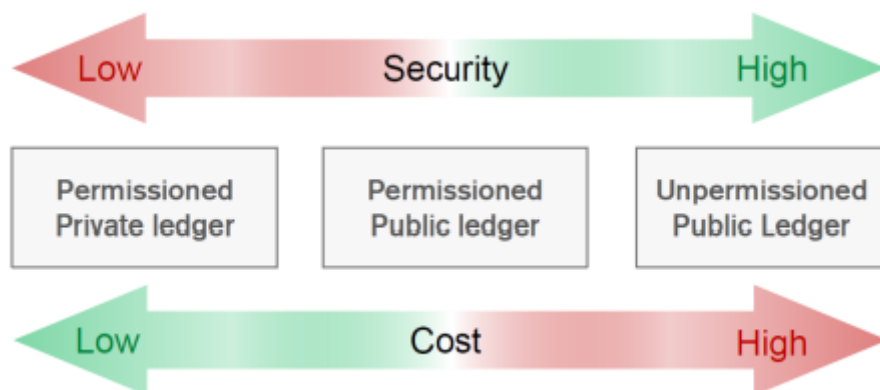 Low Security High
Permissioned
Private ledger
Permissioned
Public ledger
Unpermissioned
Public Ledger
Low Cost High